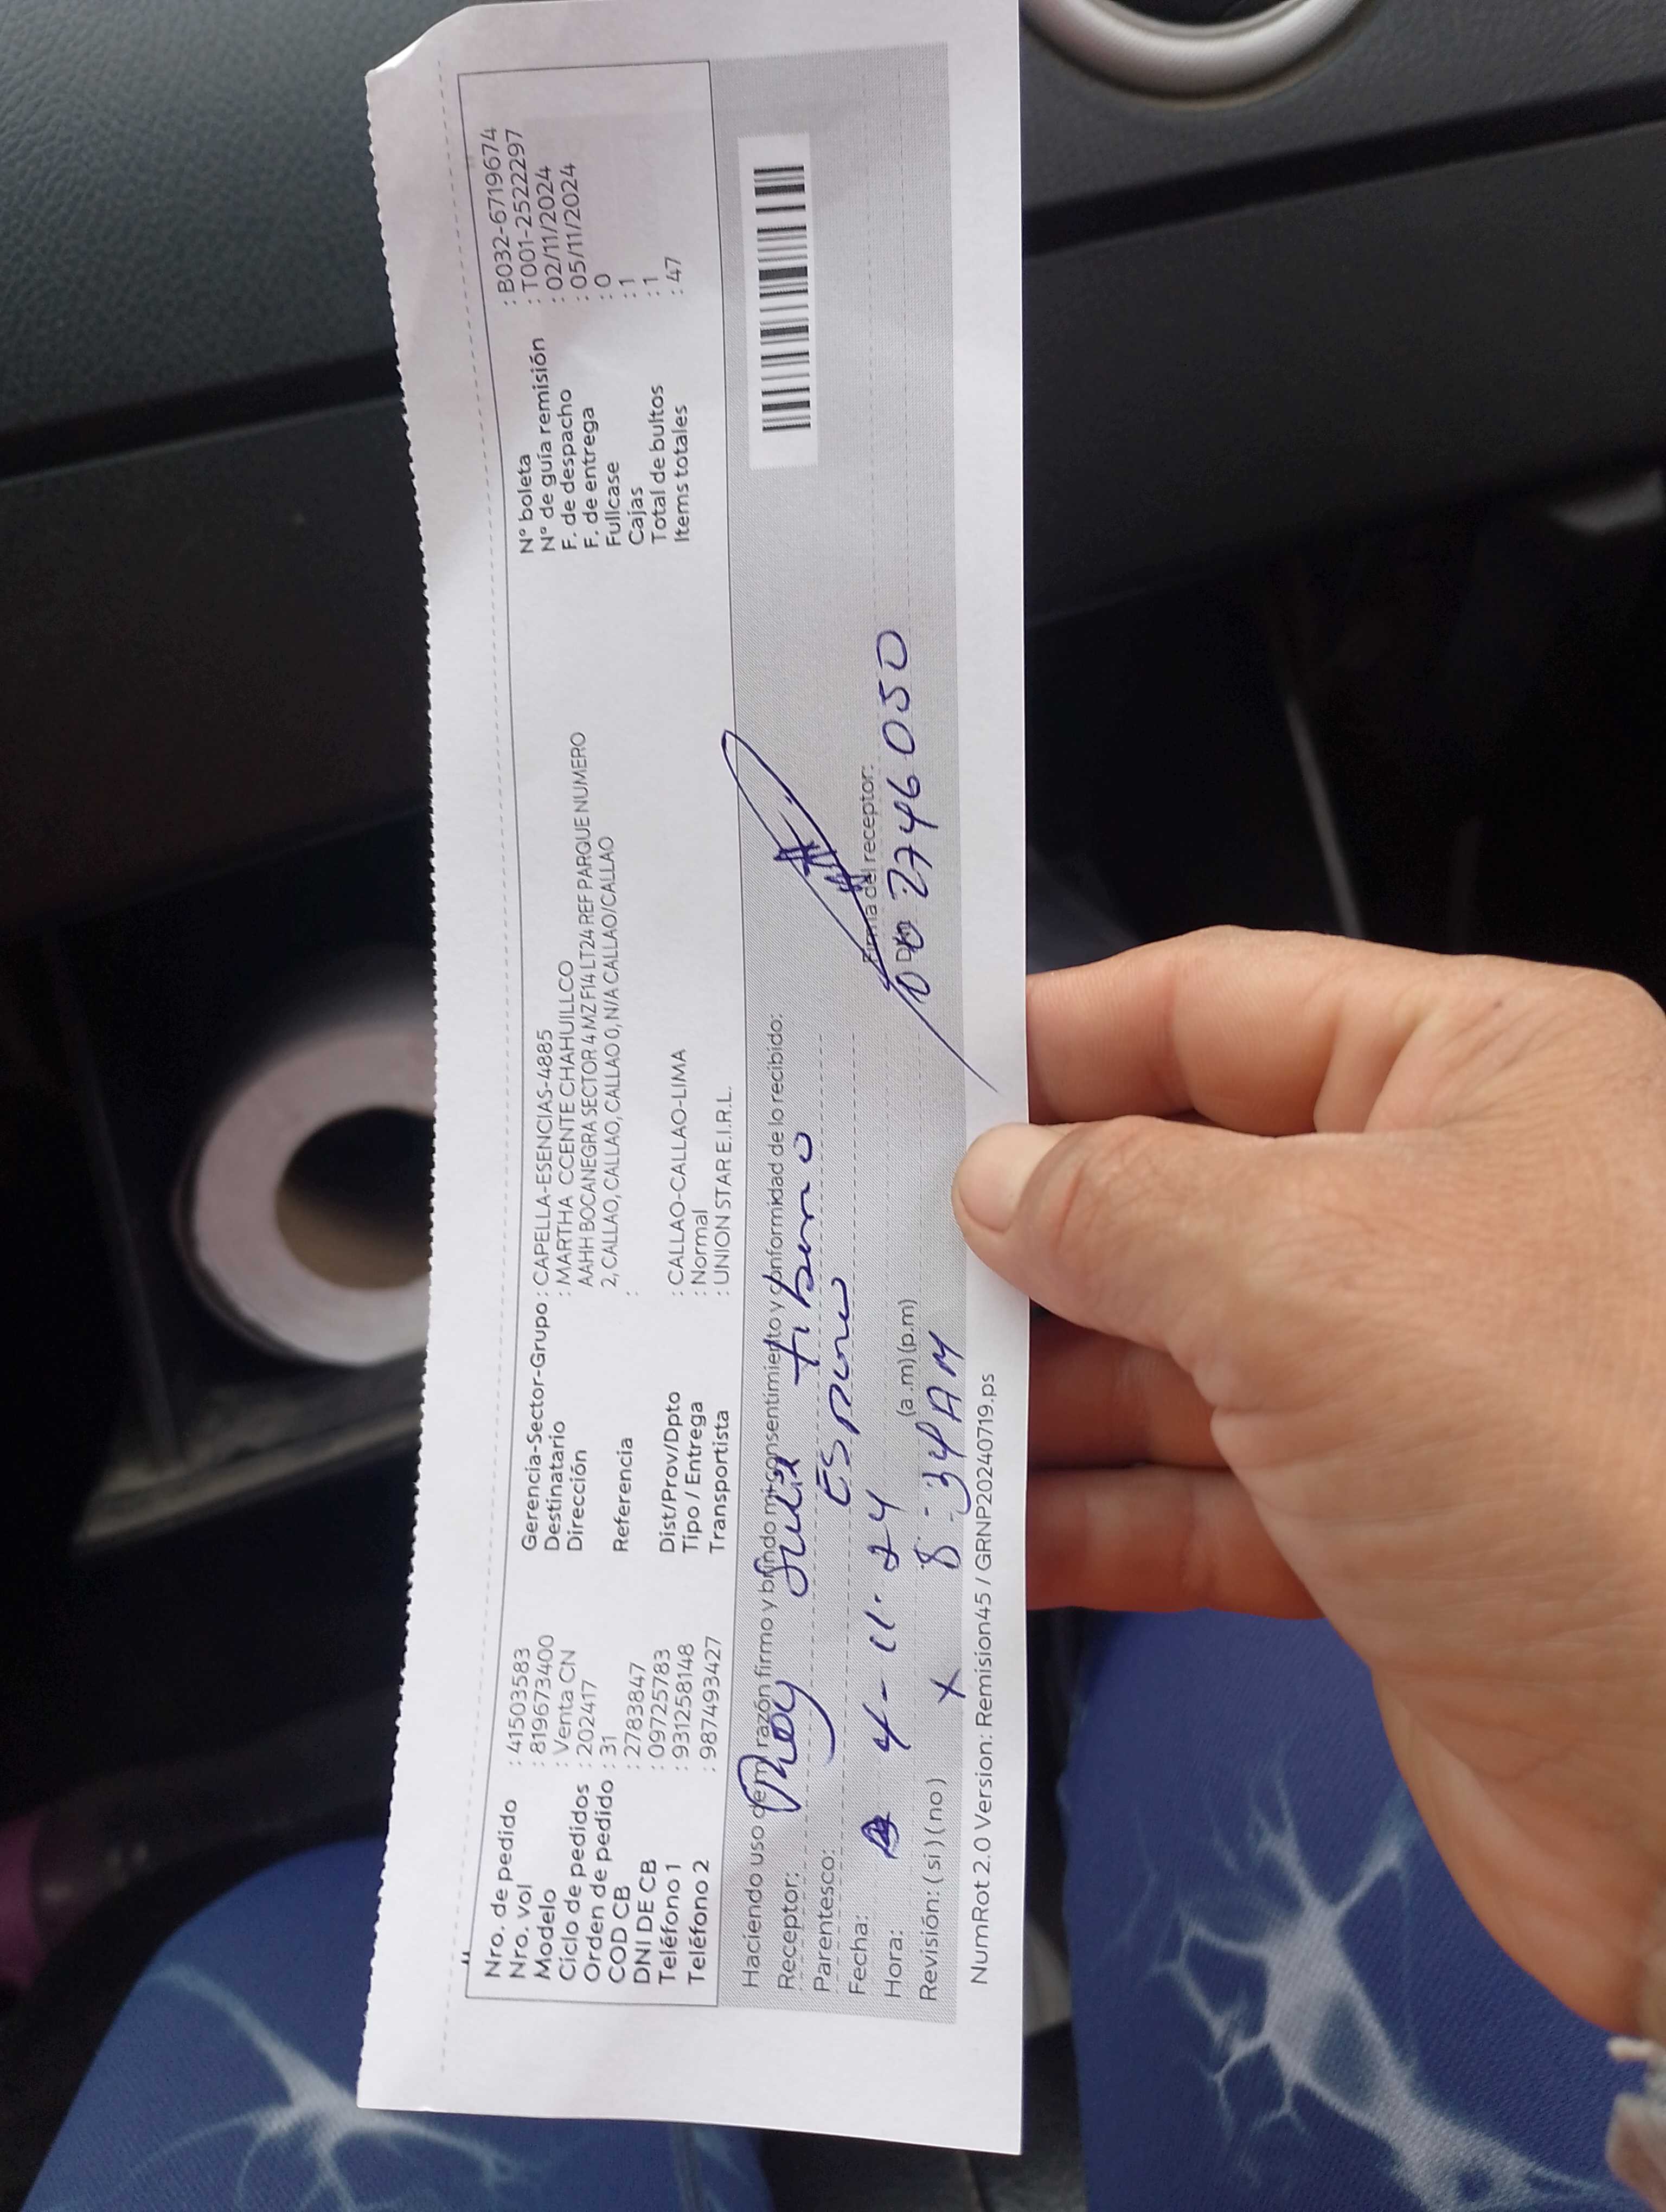 Nro. de pedido : 41503583
Nro. vol : 819673400
Modelo : Venta CN
Ciclo de pedidos : 202417
Orden de pedido : 31
COD CB : 2783847
DNI DE CB : 09725783
Teléfono 1 : 931258148
Teléfono 2 : 987493427
Gerencia-Sector-Grupo : CAPELLA-ESENCIAS-4885
Destinatario : MARTHA CCENTE CHAHUILLCO
Dirección AAHH BOCANEGRA SECTOR 4 MZ F14 LT24 REF PARQUE NUMERO
2, CALLAO, CALLAO, CALLAO 0, N/A CALLAO/CALLAO
Referencia :
Dist/Prov/Dpto : CALLAO-CALLAO-LIMA
Tipo / Entrega : Normal
Transportista : UNION STAR E.I.R.L.
N° boleta : B032-6719674
N° de guía remisión : T001-25222297
F. de despacho : 02/11/2024
F. de entrega : 05/11/2024
Fullcase : 0
Cajas : 1
Total de bultos : 1
Items totales : 47
Haciendo uso de mi razón firmo y brindo mi consentimiento y conformidad de lo recibido:
Receptor:
Parentesco: ESPOSO
Fecha: 4-11-24
Hora: 8:34 AM (a.m) (p.m)
Revisión: (si) (no) X
Firma del receptor:
DNI 02746050
NumRot 2.0 Version: Remision45 / GRNP20240719.ps